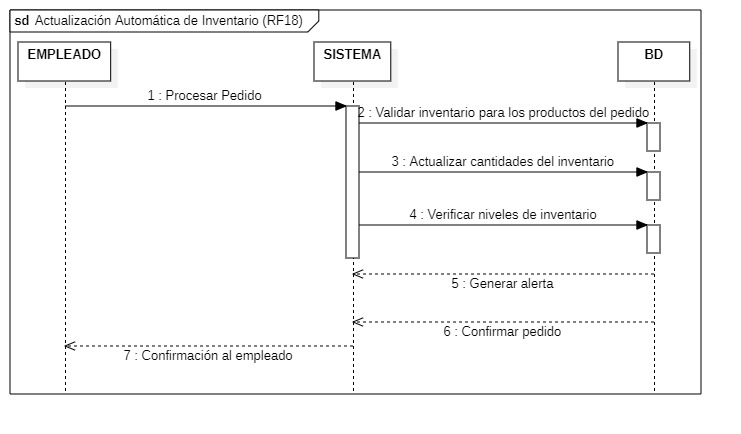 sd Actualización Automática de Inventario (RF18)
EMPLEADO
SISTEMA
BD
1 : Procesar Pedido
2 : Validar inventario para los productos del pedido
3 : Actualizar cantidades del inventario
4 : Verificar niveles de inventario
5 : Generar alerta
6 : Confirmar pedido
7 : Confirmación al empleado